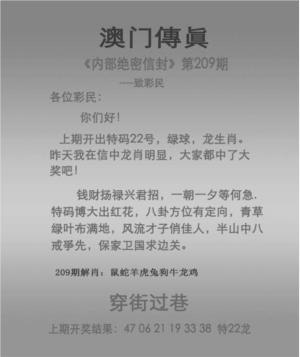 澳门傳眞
《内部绝密信封》第209期
---致彩民
各位彩民：
你们好！
上期开出特码22号，绿球，龙生肖。
昨天我在信中龙肖明显，大家都中了大
奖吧！
钱财扬禄兴君招，一朝一夕等何急.
特码博大出红花，八卦方位有定向，青草
绿叶布满地，风流才子俏佳人，半山中八
戒爭先，保家卫国求边关。
209期解肖：鼠蛇羊虎兔狗牛龙鸡
穿街过巷
上期开奖结果：47 06 21 19 33 38 特22龙